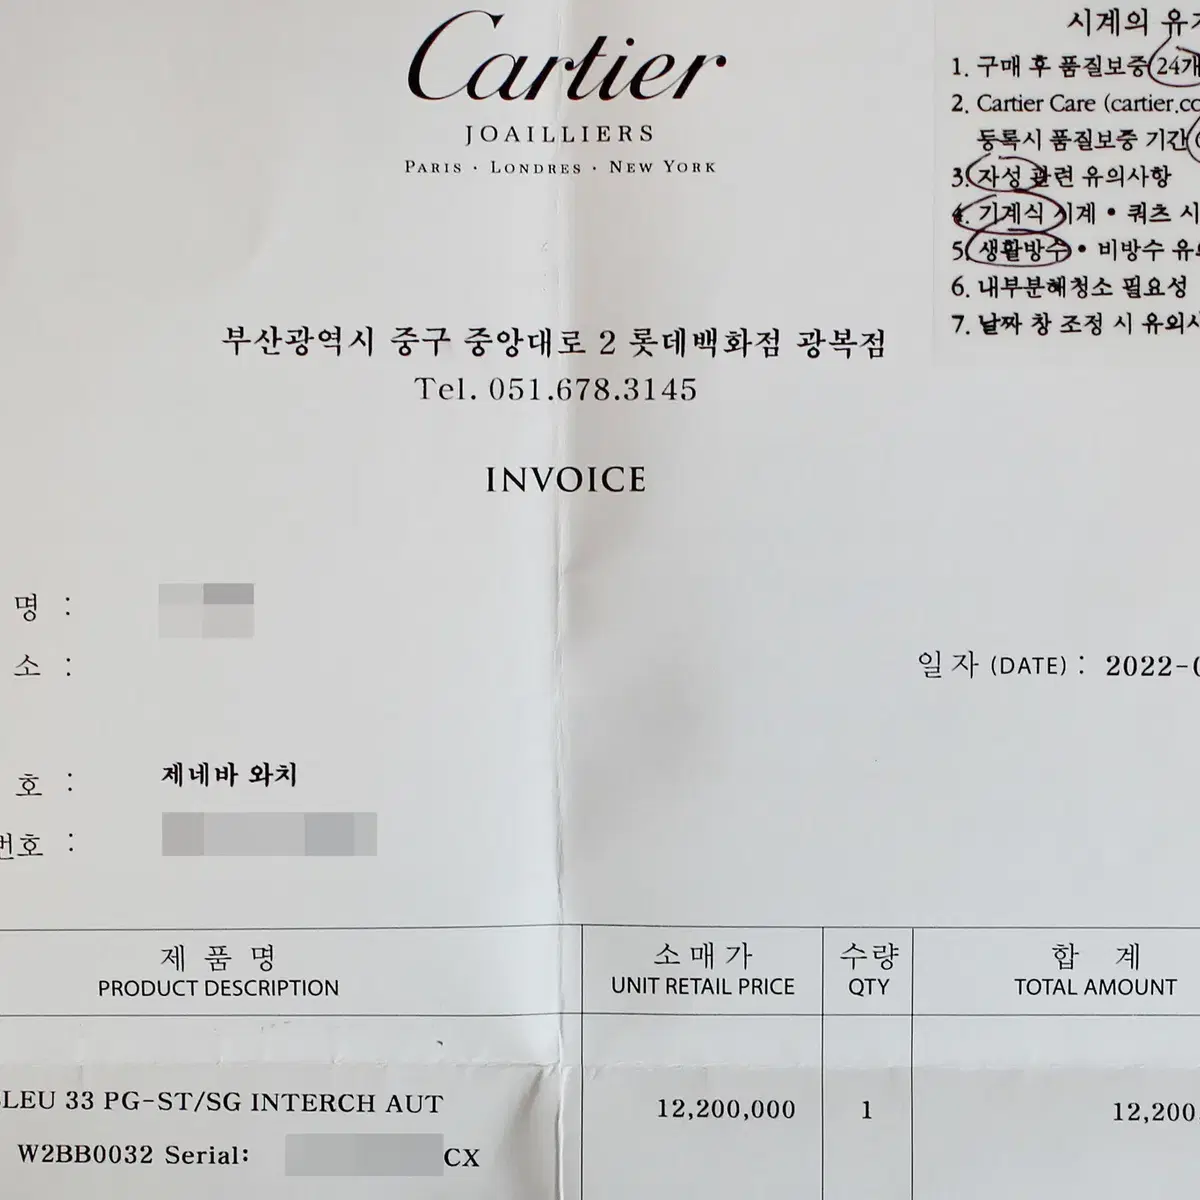 Cartier
JOAILLIERS
PARIS · LONDRES · NEW YORK
시계의
1. 구매 후 품질보증 24개
2. Cartier Care (cartier.co
등록시 품질보증 기간
3. 자성 관련 유의사항
4. 기계식 시계 • 쿼츠 시
5. 생활방수 • 비방수 유
6. 내부분해청소 필요성
7. 날짜 창 조정 시 유의사
부산광역시 중구 중앙대로 2 롯데백화점 광복점
Tel. 051.678.3145
INVOICE
명 :
소 :
일 자 (DATE) : 2022-0
호 : 제네바 와치
번호 :
제 품 명 소 매 가 수량 합 계
PRODUCT DESCRIPTION UNIT RETAIL PRICE QTY TOTAL AMOUNT
LEU 33 PG-ST/SG INTERCH AUT 12,200,000 1 12,200
W2BB0032 Serial: CX